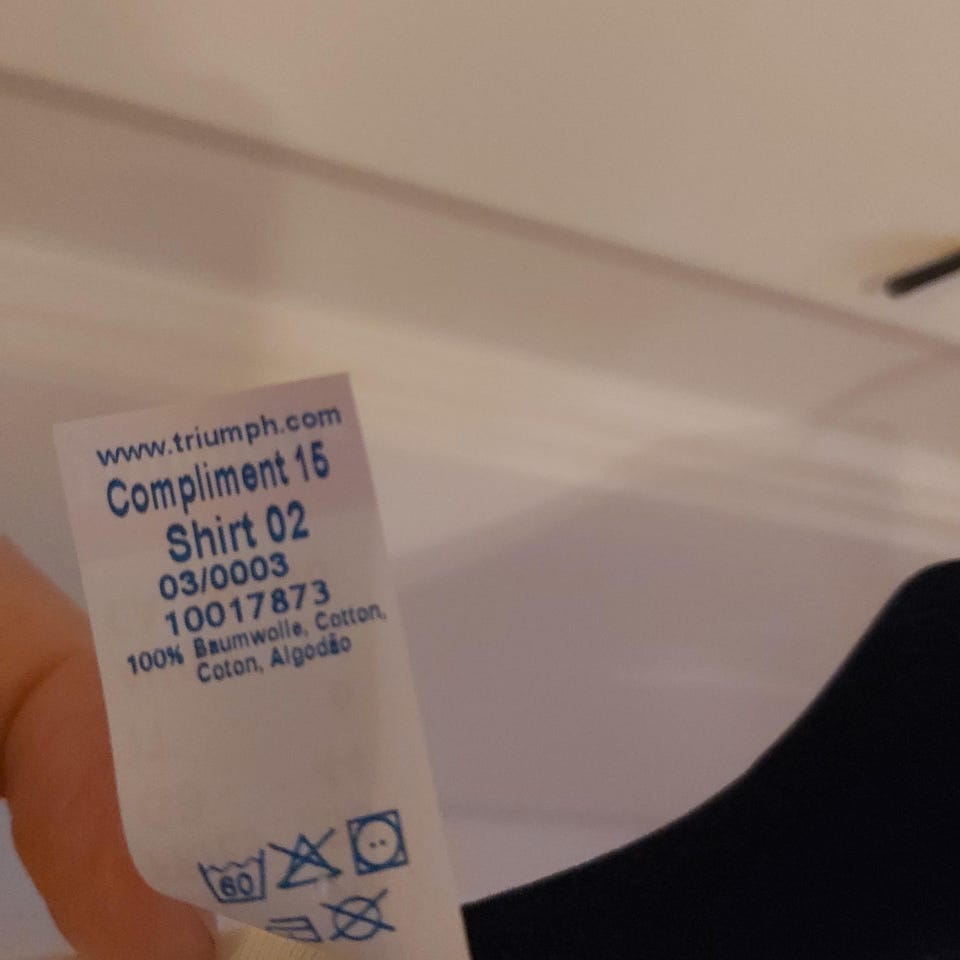 www.triumph.com
Compliment 15
Shirt 02
03/0003
10017873
100% Baumwolle, Cotton,
Coton, Algodão
60